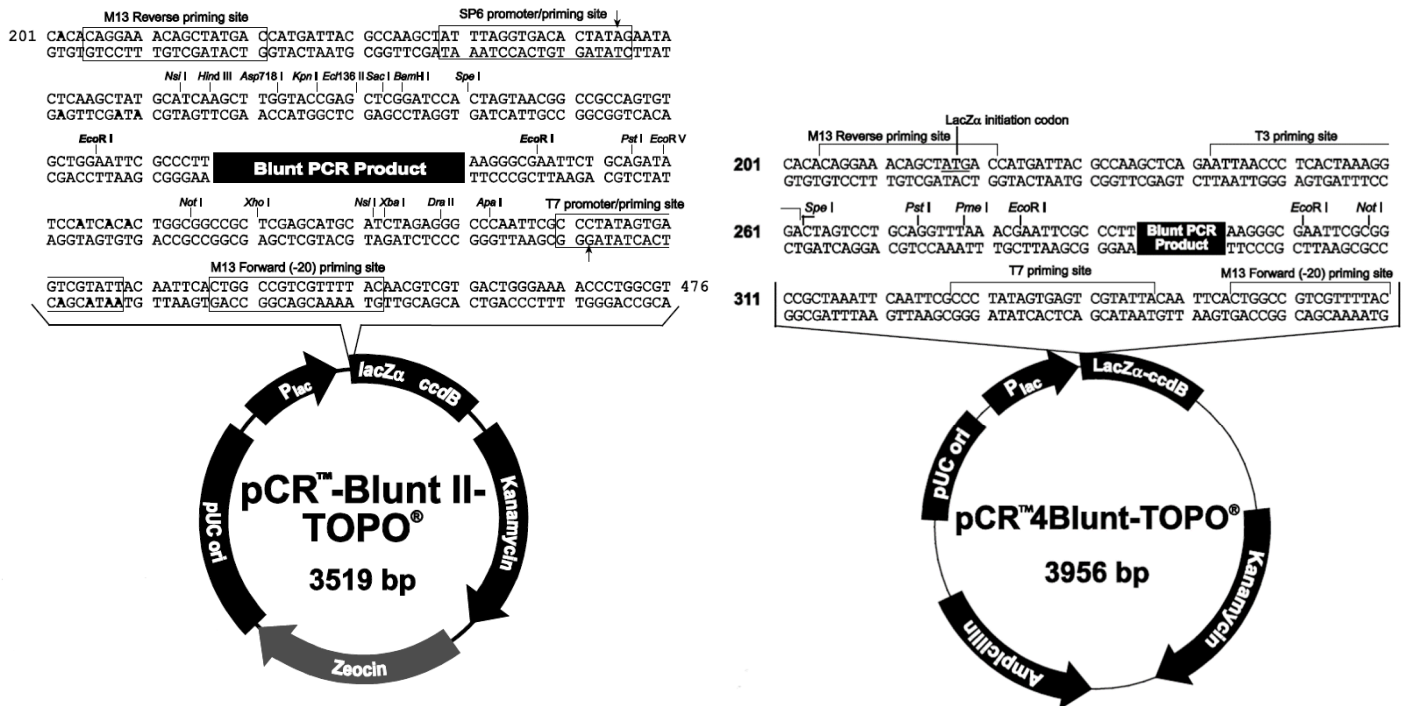 M13 Reverse priming site
SP6 promoter/priming site
201 CACACAGGAA ACAGCTATGAC CATGATTACG CCAAGCTAT TTAGGTGACA CTATAGAATA
GTGTGTCCTT TGTCGATACTG GTACTAATGC GGTTCGATA AATCCACTGTGATATCTTAT
Nsi I Hind III Asp718 I Kpn I Ecl136 II Sac I BamH I Spe I
CTCAAGCTAT GCATCAAGCT TGGTACCGAG CTCGGATCCA CTAGTAACGG CCGCCAGTGT
GAGTTCGATA CGTAGTTCGA ACCATGGCTC GAGCCTAGGT GATCATTGCC GGCGGTCACA
EcoR I EcoR I Pst I EcoR V
GCTGGAATTC GCCCTT Blunt PCR Product AAGGGCGAATTCT GCAGATA
CGACCTTAAG CGGGAA TTCCCGCTTAAGA CGTCTAT
Not I Xho I Nsi I Xba I Dra II Apa I T7 promoter/priming site
TCCATCACAC TGGCGGCCGC TCGAGCATGC ATCTAGAGGG CCCAATTCGC CCTATAGTGA
AGGTAGTGTG ACCGCCGGCG AGCTCGTACG TAGATCTCCC GGGTTAAGCG GGATATCACT
M13 Forward (-20) priming site
GTCGTATTAC AATTCACTGG CCGTCGTTTT ACAACGTCGT GACTGGGAAA ACCCTGGCGT 476
CAGCATAATG TTAAGTGACC GGCAGCAAAA TGTTGCAGCA CTGACCCTTT TGGGACCGCA
Plac
lacZα ccdB
Kanamycin
Zeocin
pUC ori
pCR™-Blunt II-
TOPO®
3519 bp
LacZα initiation codon
M13 Reverse priming site T3 priming site
201 CACACAGGAA ACAGCTATGA CCATGATTAC GCCAAGCTCA GAATTAACCC TCACTAAAGG
GTGTGTCCTT TGTCGATACT GGTACTAATG CGGTTCGAGT CTTAATTGGG AGTGATTTCC
Spe I Pst I Pme I EcoR I EcoR I Not I
261 GACTAGTCCT GCAGGTTTAA ACGAATTCGC CCTT Blunt PCR AAGGGC GAATTCGCGG
CTGATCAGGA CGTCCAAATT TGCTTAAGCG GGAA Product TTCCCG CTTAAGCGCC
T7 priming site M13 Forward (-20) priming site
311 CCGCTAAATT CAATTCGCCC TATAGTGAGT CGTATTACAA TTCACTGGCC GTCGTTTTAC
GGCGATTTAA GTTAAGCGGG ATATCACTCA GCATAATGTT AAGTGACCGG CAGCAAAATG
Plac
LacZα-ccdB
Kanamycin
Ampicillin
pUC ori
pCR™4Blunt-TOPO®
3956 bp